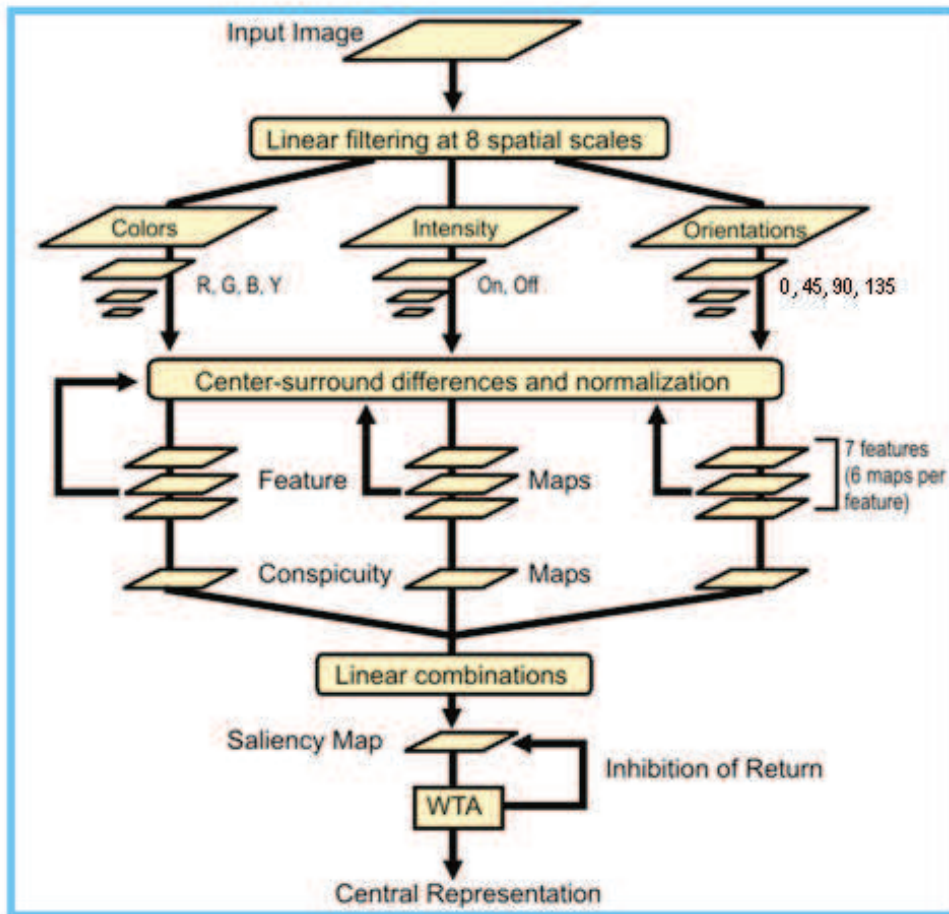 Input Image
Linear filtering at 8 spatial scales
Colors
Intensity
Orientations
R, G, B, Y
On, Off
0, 45, 90, 135
Center-surround differences and normalization
Feature
Maps
7 features
(6 maps per
feature)
Conspicuity
Maps
Linear combinations
Saliency Map
Inhibition of Return
WTA
Central Representation